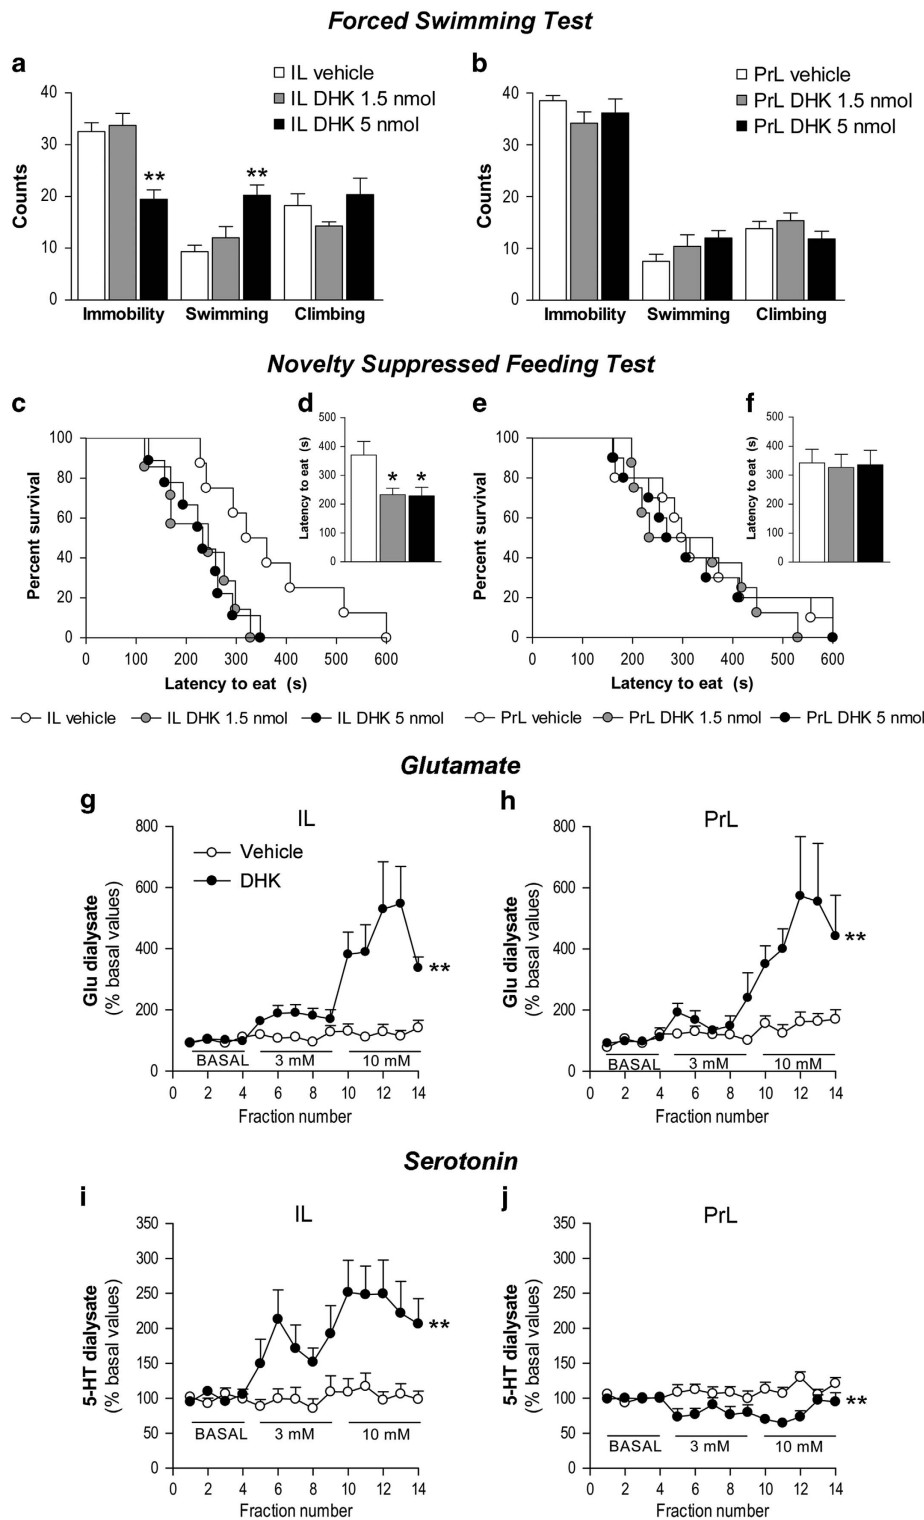 Forced Swimming Test
a
IL vehicle
IL DHK 1.5 nmol
IL DHK 5 nmol
40
30
20
10
0
Counts
**
**
Immobility Swimming Climbing
b
PrL vehicle
PrL DHK 1.5 nmol
PrL DHK 5 nmol
40
30
20
10
0
Counts
Immobility Swimming Climbing
Novelty Suppressed Feeding Test
c
100
80
60
40
20
0
Percent survival
0 100 200 300 400 500 600
Latency to eat (s)
d
500
400
300
200
100
0
Latency to eat (s)
* *
e
100
80
60
40
20
0
Percent survival
0 100 200 300 400 500 600
Latency to eat (s)
f
500
400
300
200
100
0
Latency to eat (s)
IL vehicle IL DHK 1.5 nmol IL DHK 5 nmol PrL vehicle PrL DHK 1.5 nmol PrL DHK 5 nmol
Glutamate
g
IL
800
600
400
200
0
Glu dialysate
(% basal values)
Vehicle
DHK
**
BASAL 3 mM 10 mM
0 2 4 6 8 10 12 14
Fraction number
h
PrL
800
600
400
200
0
Glu dialysate
(% basal values)
**
BASAL 3 mM 10 mM
0 2 4 6 8 10 12 14
Fraction number
Serotonin
i
IL
350
300
250
200
150
100
50
0
5-HT dialysate
(% basal values)
**
BASAL 3 mM 10 mM
0 2 4 6 8 10 12 14
Fraction number
j
PrL
350
300
250
200
150
100
50
0
5-HT dialysate
(% basal values)
**
BASAL 3 mM 10 mM
0 2 4 6 8 10 12 14
Fraction number